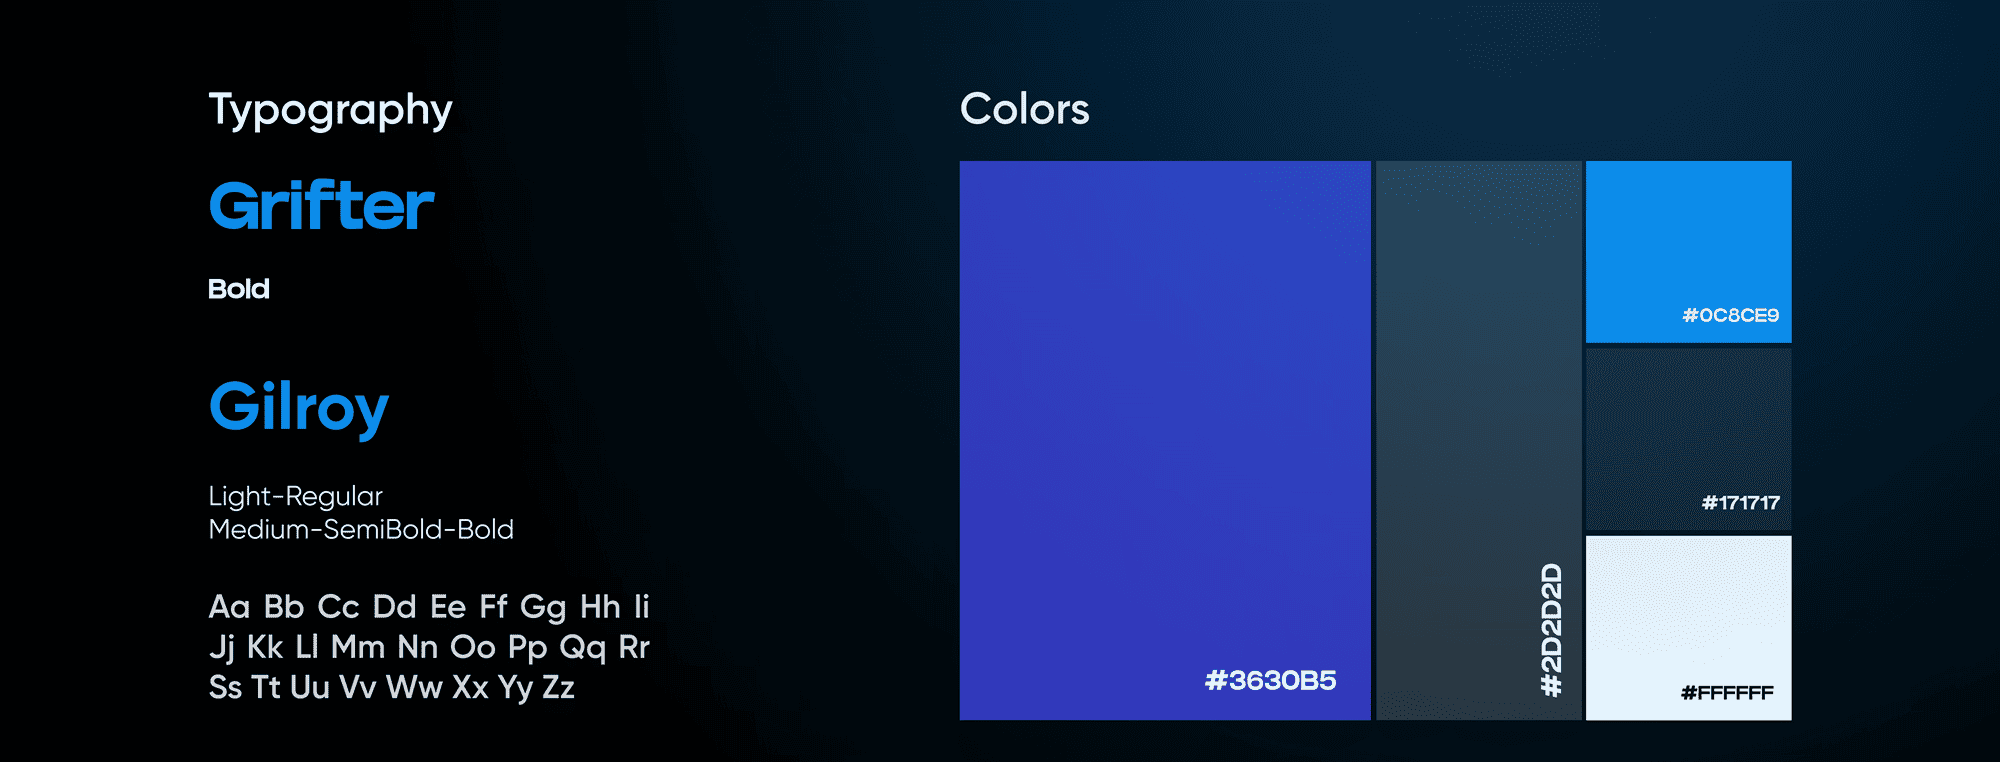 Typography
Grifter
Bold
Gilroy
Light-Regular
Medium-SemiBold-Bold
Aa Bb Cc Dd Ee Ff Gg Hh Ii
Jj Kk Ll Mm Nn Oo Pp Qq Rr
Ss Tt Uu Vv Ww Xx Yy Zz
Colors
#3630B5
#2D2D2D
#0C8CE9
#171717
#FFFFFF